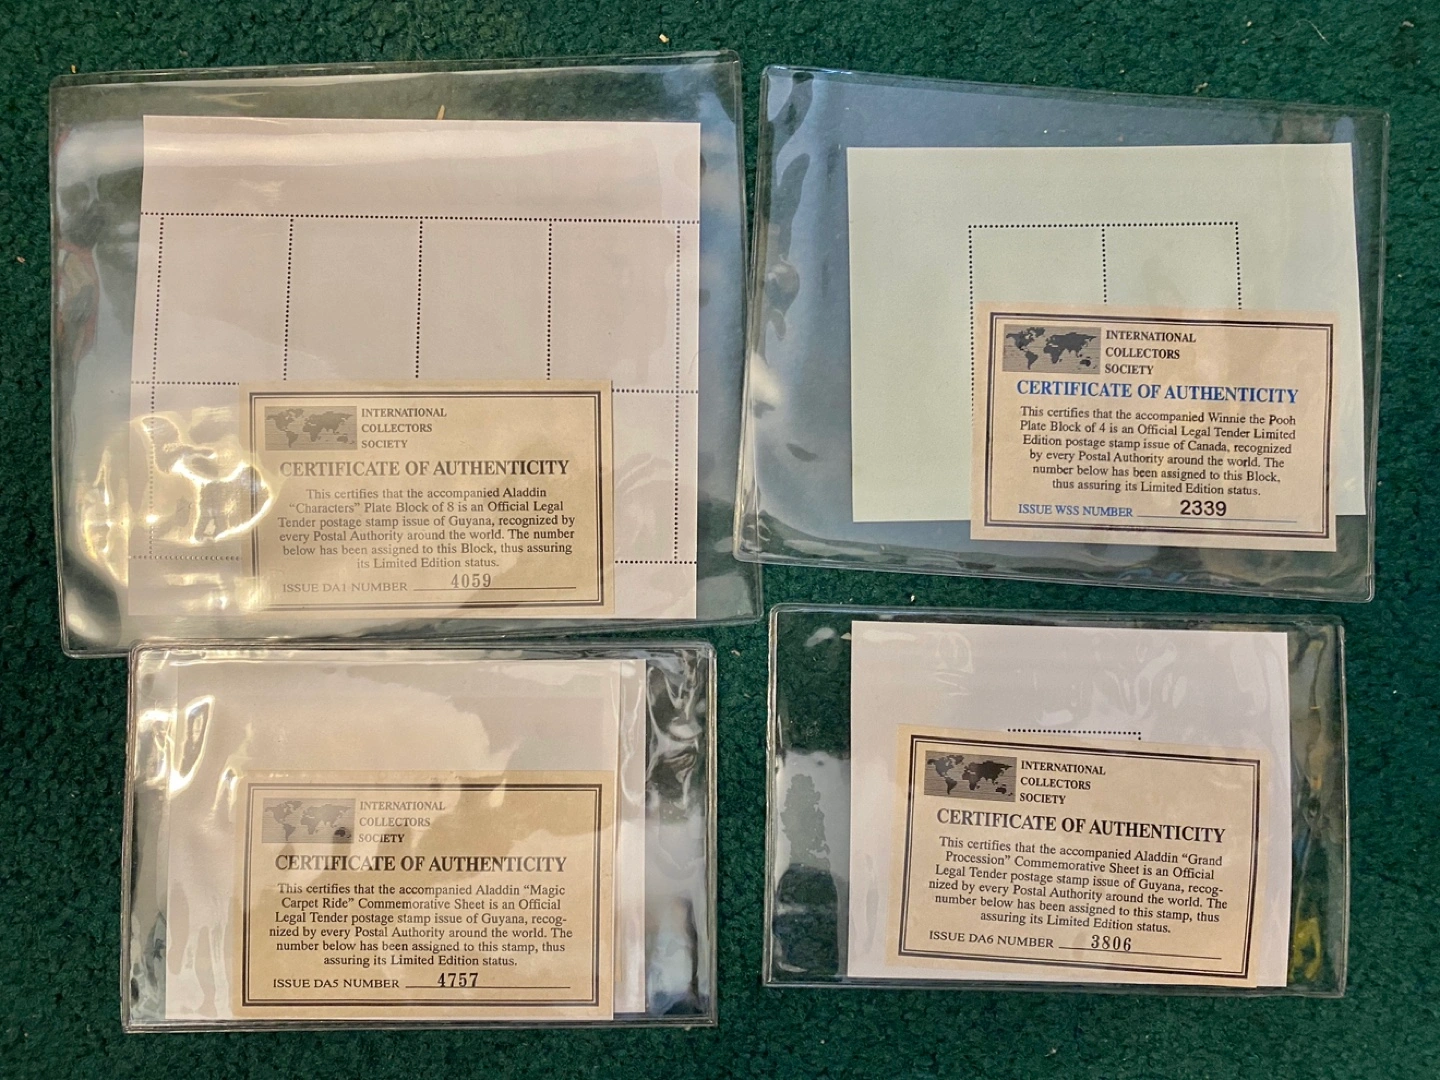 INTERNATIONAL
COLLECTORS
SOCIETY
CERTIFICATE OF AUTHENTICITY
This certifies that the accompanied Aladdin
“Characters” Plate Block of 8 is an Official Legal
Tender postage stamp issue of Guyana, recognized by
every Postal Authority around the world. The number
below has been assigned to this Block, thus assuring
its Limited Edition status.
ISSUE DA1 NUMBER 4059
INTERNATIONAL
COLLECTORS
SOCIETY
CERTIFICATE OF AUTHENTICITY
This certifies that the accompanied Winnie the Pooh
Plate Block of 4 is an Official Legal Tender Limited
Edition postage stamp issue of Canada, recognized
by every Postal Authority around the world. The
number below has been assigned to this Block,
thus assuring its Limited Edition status.
ISSUE WSS NUMBER 2339
INTERNATIONAL
COLLECTORS
SOCIETY
CERTIFICATE OF AUTHENTICITY
This certifies that the accompanied Aladdin “Magic
Carpet Ride” Commemorative Sheet is an Official
Legal Tender postage stamp issue of Guyana, recog-
nized by every Postal Authority around the world. The
number below has been assigned to this stamp, thus
assuring its Limited Edition status.
ISSUE DA5 NUMBER 4757
INTERNATIONAL
COLLECTORS
SOCIETY
CERTIFICATE OF AUTHENTICITY
This certifies that the accompanied Aladdin “Grand
Procession” Commemorative Sheet is an Official
Legal Tender postage stamp issue of Guyana, recog-
nized by every Postal Authority around the world. The
number below has been assigned to this stamp, thus
assuring its Limited Edition status.
ISSUE DA6 NUMBER 3806